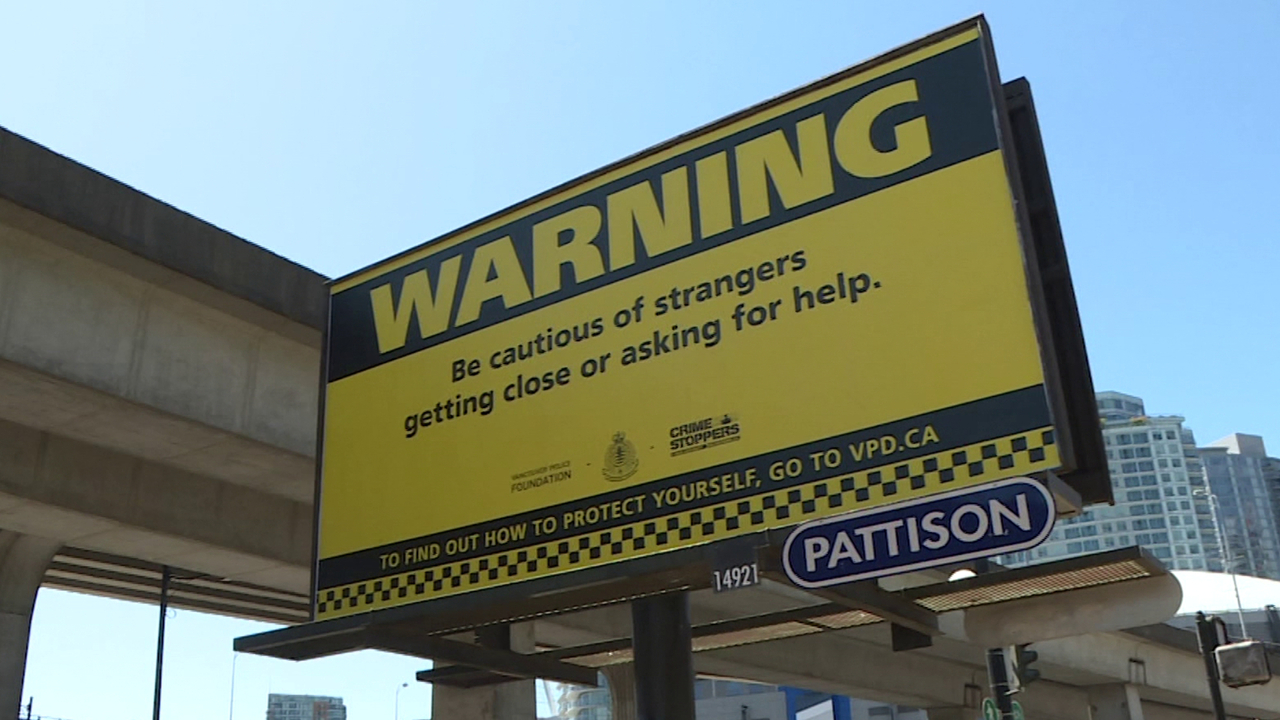 WARNING
Be cautious of strangers
getting close or asking for help.
VANCOUVER POLICE
FOUNDATION
CRIME
STOPPERS
TO FIND OUT HOW TO PROTECT YOURSELF, GO TO VPD.CA
14921
PATTISON